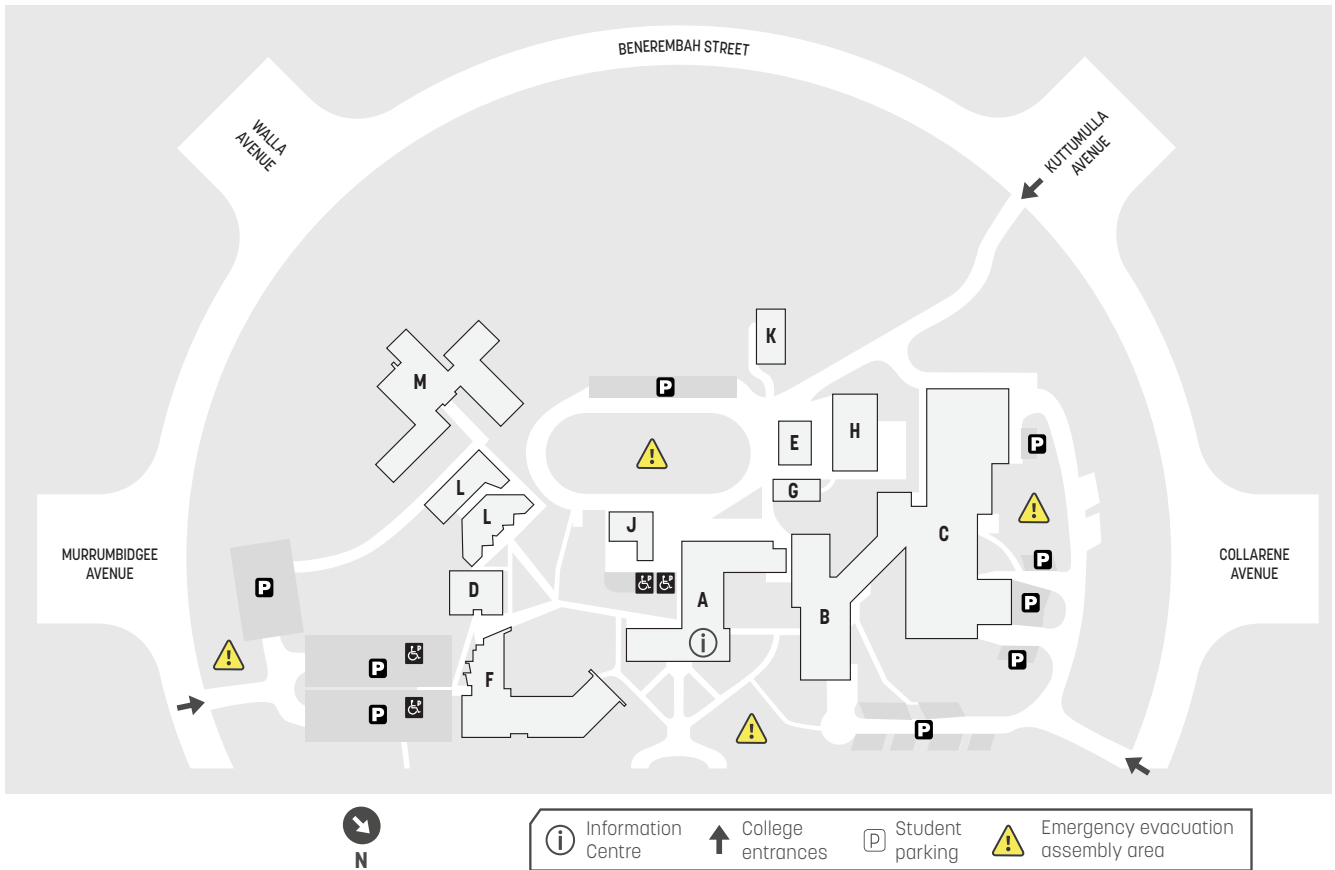 BENEREMBAH STREET
WALLA
AVENUE
KUTTUMULLA
AVENUE
K
P
M
E
H
P
L
G
L
J
C
MURRUMBIDGEE
AVENUE
COLLARENE
AVENUE
P
P
D
P
P
A
P
B
i
P
P
P
F
P
P
P
P
N
i
Information
Centre
College
entrances
P
Student
parking
Emergency evacuation
assembly area